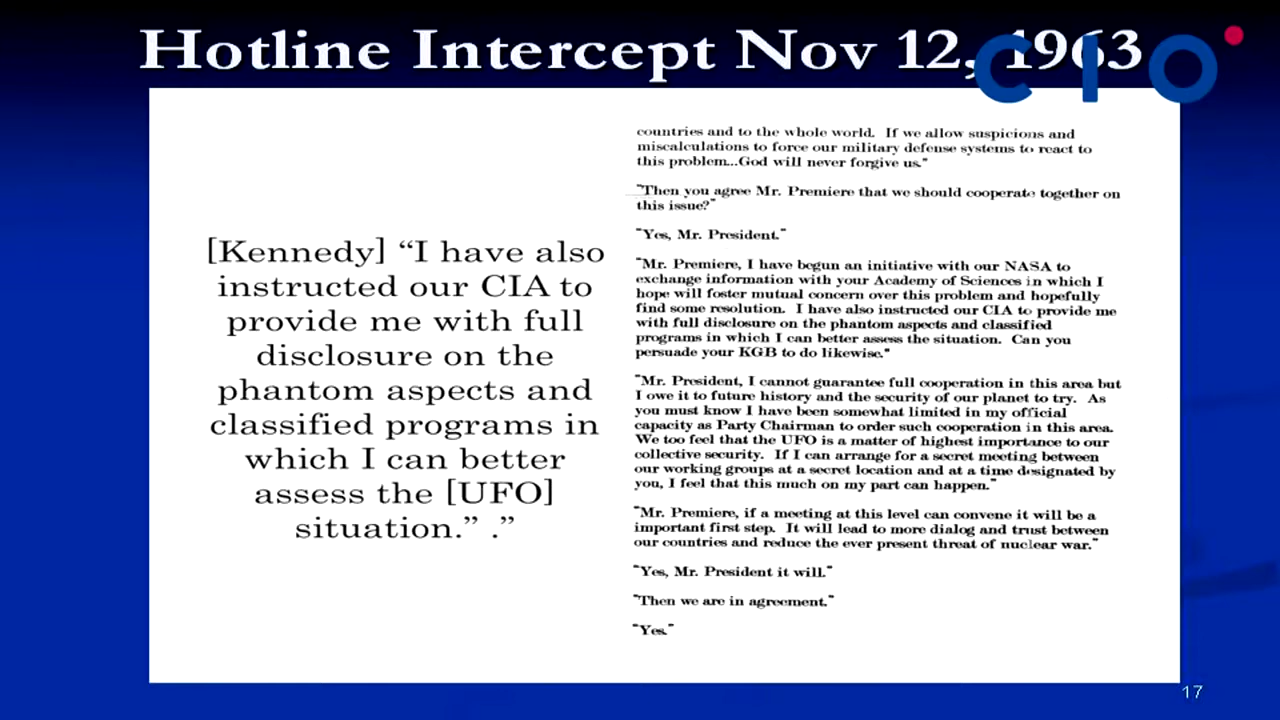 Hotline Intercept Nov 12, 1963
CIO
[Kennedy] “I have also
instructed our CIA to
provide me with full
disclosure on the
phantom aspects and
classified programs in
which I can better
assess the [UFO]
situation.” .”
countries and to the whole world. If we allow suspicions and
miscalculations to force our military defense systems to react to
this problem...God will never forgive us."
"Then you agree Mr. Premiere that we should cooperate together on
this issue?"
"Yes, Mr. President."
"Mr. Premiere, I have begun an initiative with our NASA to
exchange information with your Academy of Sciences in which I
hope will foster mutual concern over this problem and hopefully
find some resolution. I have also instructed our CIA to provide me
with full disclosure on the phantom aspects and classified
programs in which I can better assess the situation. Can you
persuade your KGB to do likewise."
"Mr. President, I cannot guarantee full cooperation in this area but
I owe it to future history and the security of our planet to try. As
you must know I have been somewhat limited in my official
capacity as Party Chairman to order such cooperation in this area.
We too feel that the UFO is a matter of highest importance to our
collective security. If I can arrange for a secret meeting between
our working groups at a secret location and at a time designated by
you, I feel that this much on my part can happen."
"Mr. Premiere, if a meeting at this level can convene it will be a
important first step. It will lead to more dialog and trust between
our countries and reduce the ever present threat of nuclear war."
"Yes, Mr. President it will."
"Then we are in agreement."
"Yes."
17